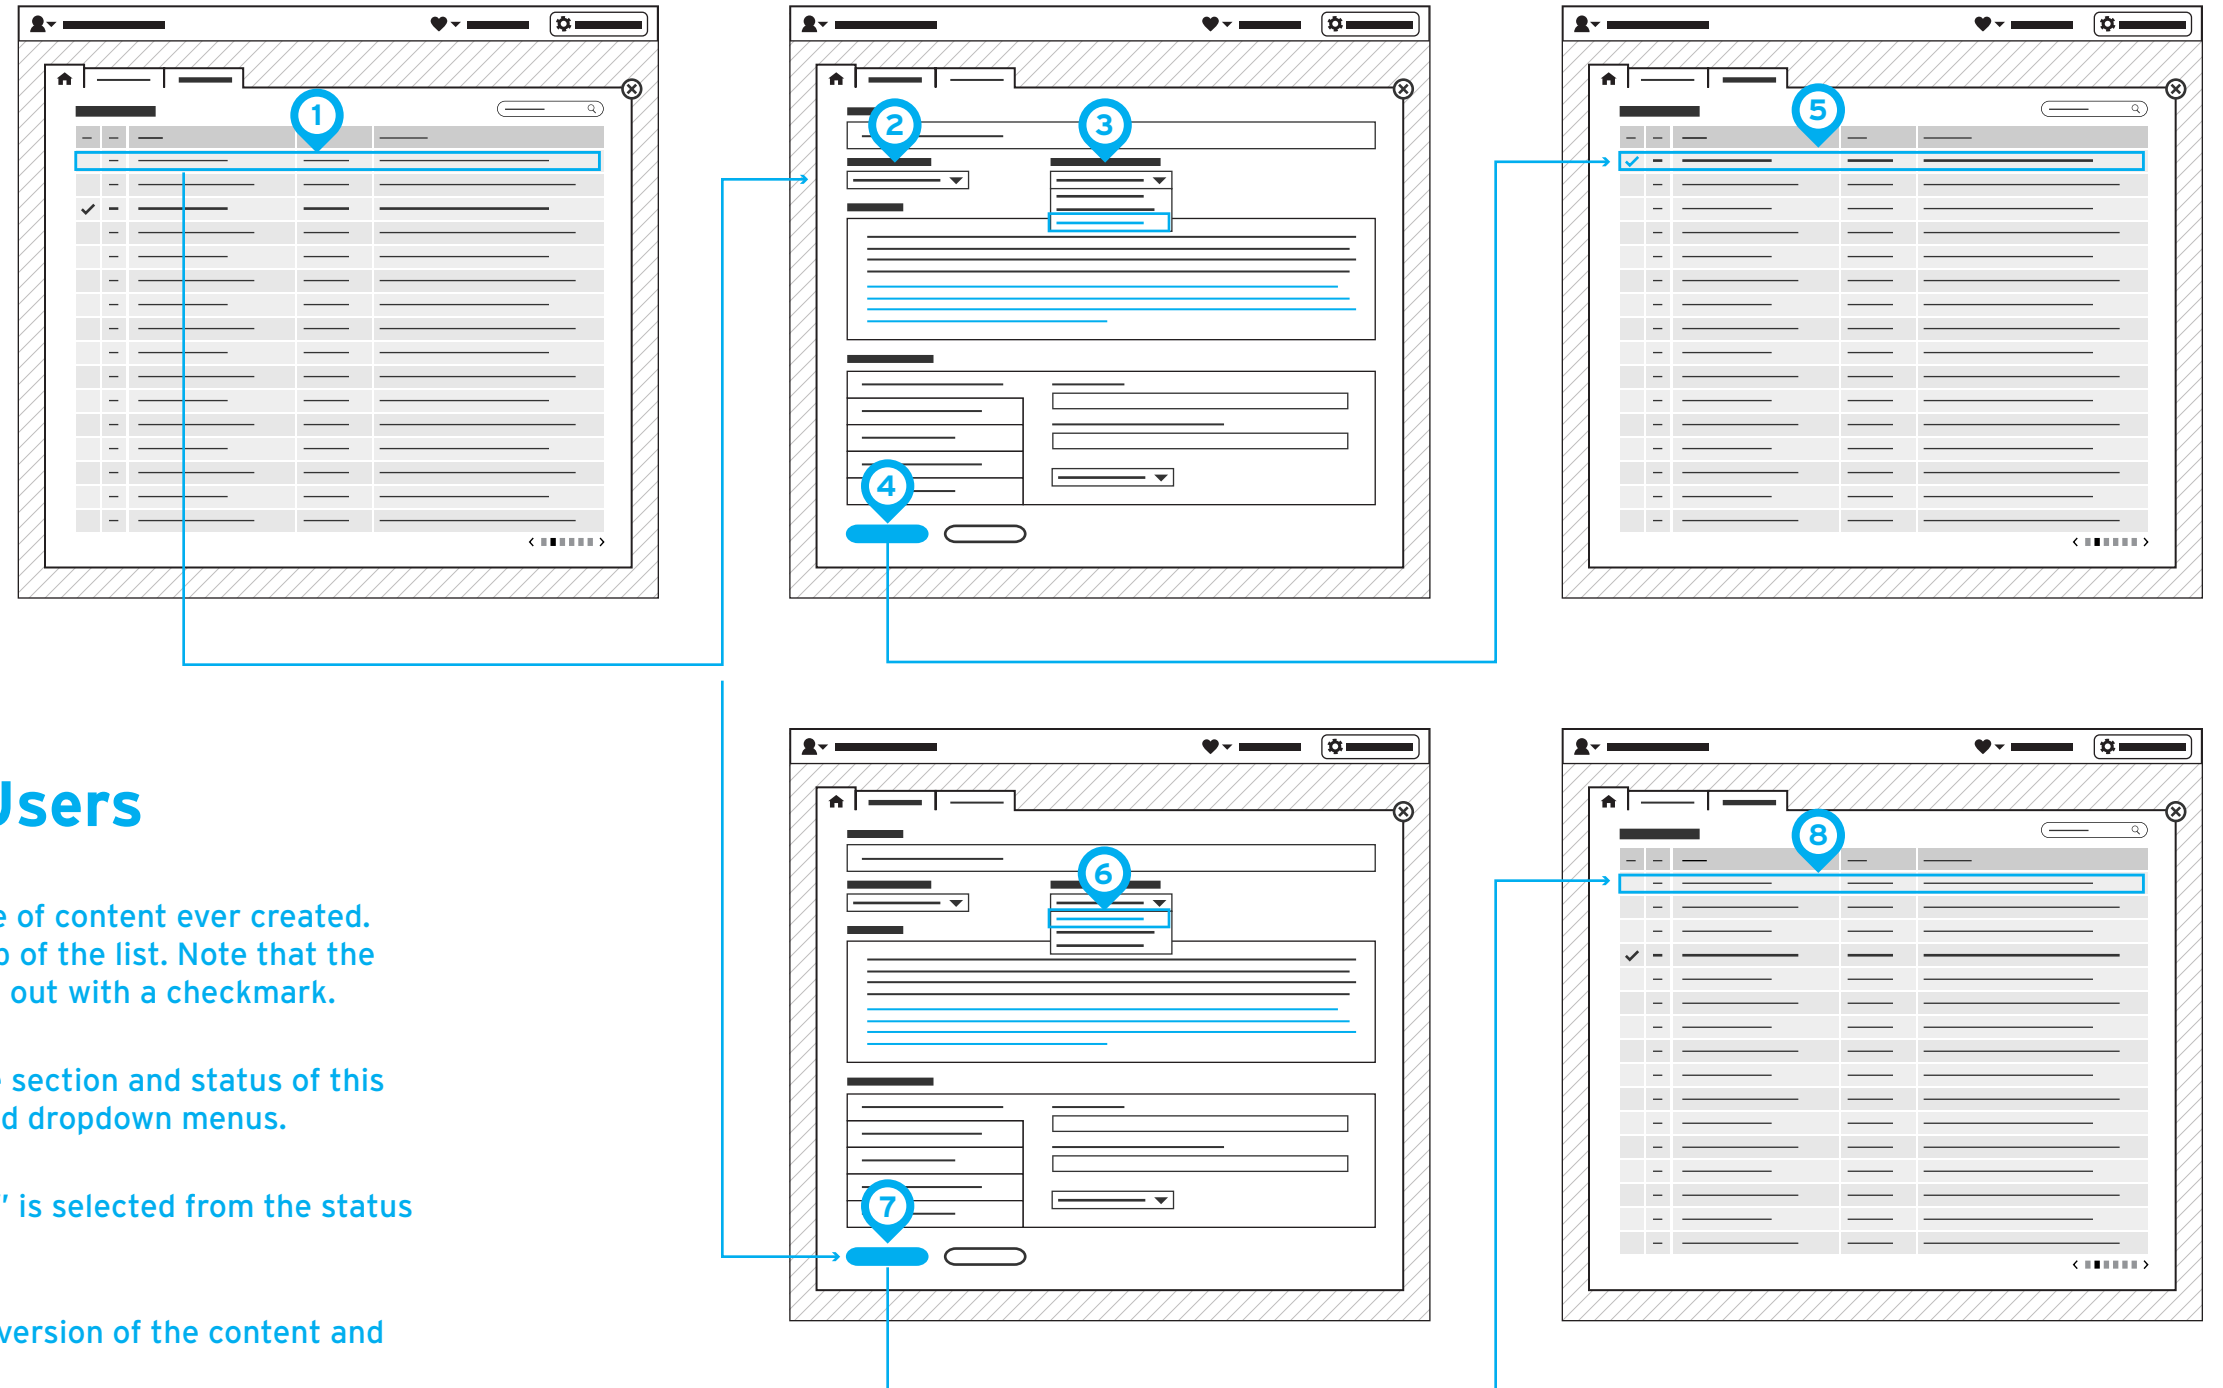 1
2
3
4
5
6
7
8
Users
of content ever created.
of the list. Note that the
out with a checkmark.
section and status of this
dropdown menus.
" is selected from the status
version of the content and